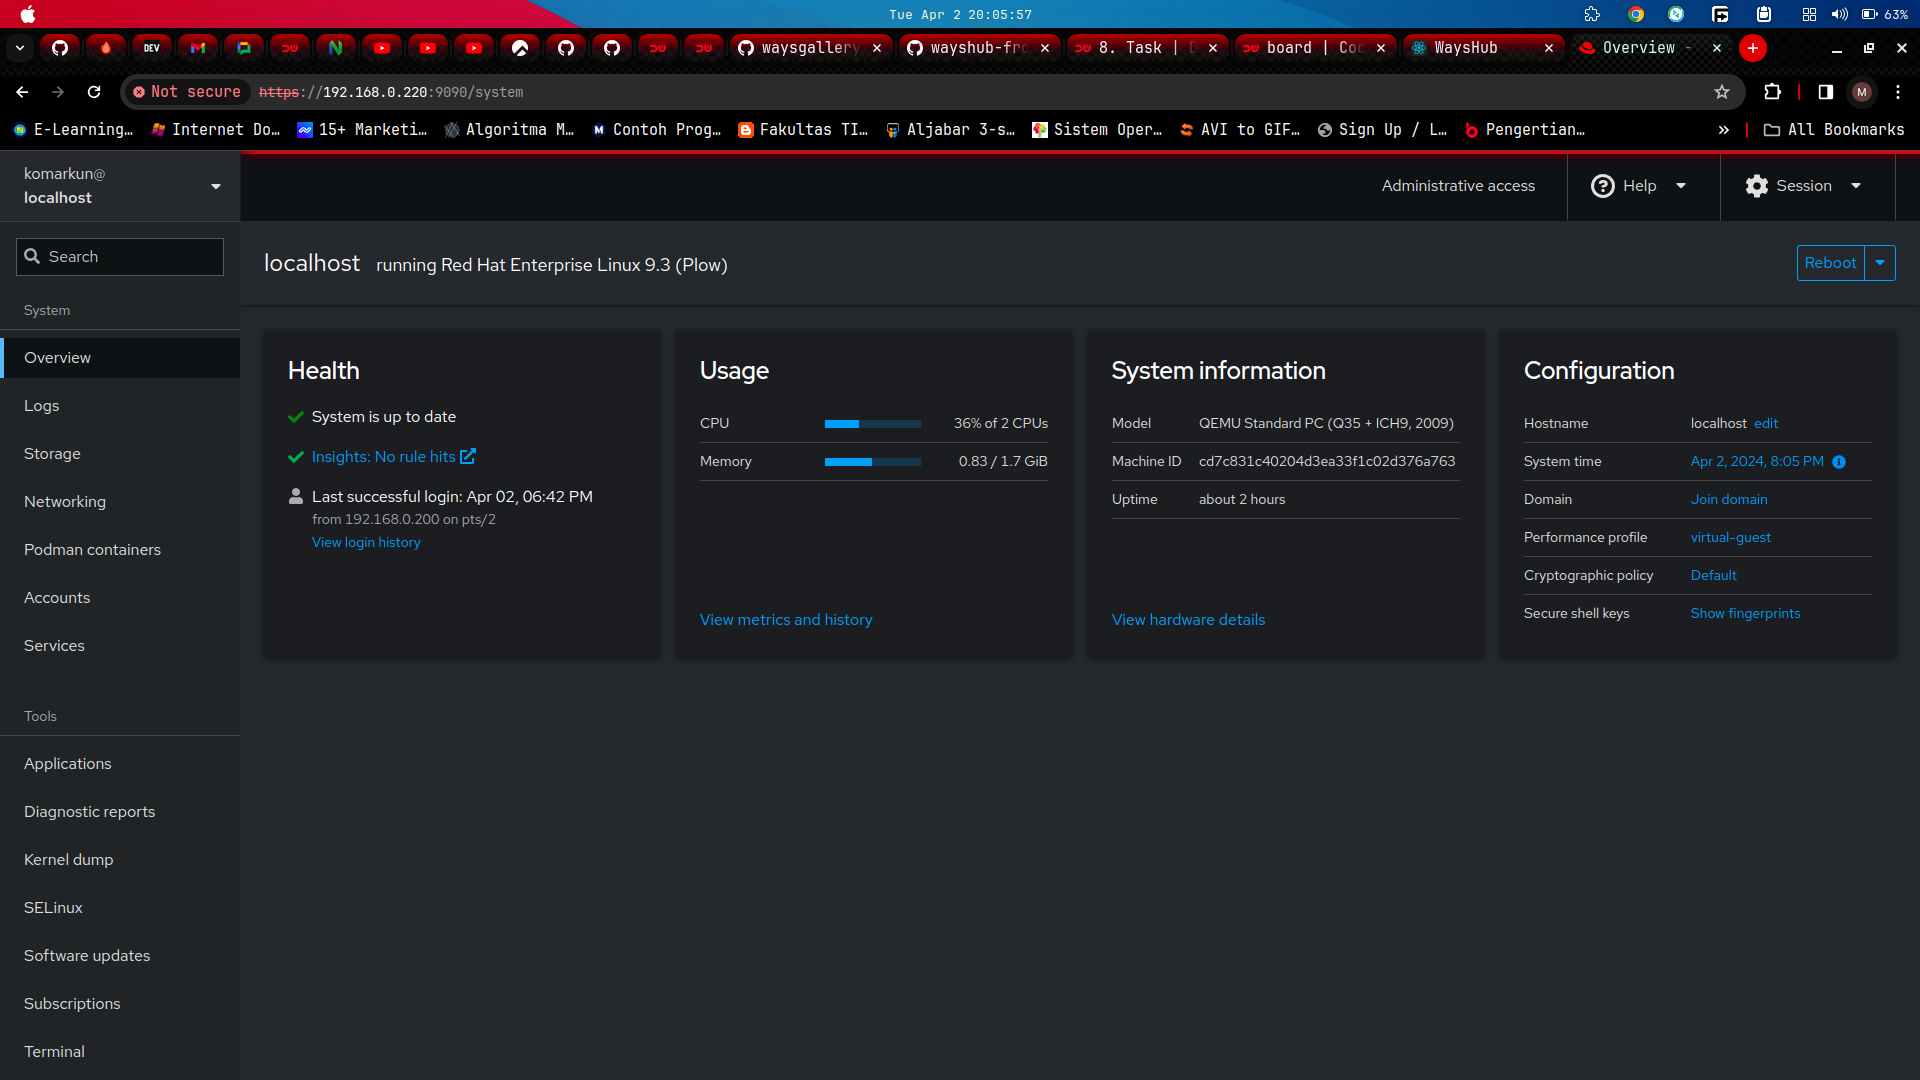 Tue Apr 2 20:05:57
63%
DEV
waysgallery
wayshub-fro
8. Task | D
board | Coo
WaysHub
Overview -
Not secure
https://192.168.0.220:9090/system
M
E-Learning…
Internet Do…
15+ Marketi…
Algoritma M…
Contoh Prog…
Fakultas TI…
Aljabar 3-s…
Sistem Oper…
AVI to GIF…
Sign Up / L…
Pengertian…
All Bookmarks
komarkun@
localhost
Administrative access
Help
Session
Search
System
Overview
Logs
Storage
Networking
Podman containers
Accounts
Services
Tools
Applications
Diagnostic reports
Kernel dump
SELinux
Software updates
Subscriptions
Terminal
localhost running Red Hat Enterprise Linux 9.3 (Plow)
Reboot
Health
System is up to date
Insights: No rule hits
Last successful login: Apr 02, 06:42 PM
from 192.168.0.200 on pts/2
View login history
Usage
CPU 36% of 2 CPUs
Memory 0.83 / 1.7 GiB
View metrics and history
System information
Model QEMU Standard PC (Q35 + ICH9, 2009)
Machine ID cd7c831c40204d3ea33f1c02d376a763
Uptime about 2 hours
View hardware details
Configuration
Hostname localhost edit
System time Apr 2, 2024, 8:05 PM
Domain Join domain
Performance profile virtual-guest
Cryptographic policy Default
Secure shell keys Show fingerprints